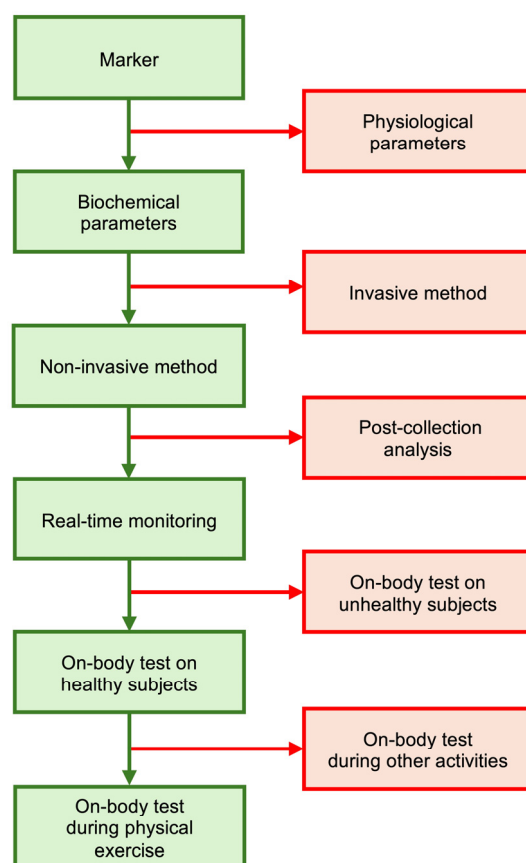 Marker
Physiological
parameters
Biochemical
parameters
Invasive method
Non-invasive method
Post-collection
analysis
Real-time monitoring
On-body test on
unhealthy subjects
On-body test on
healthy subjects
On-body test
during other activities
On-body test
during physical
exercise